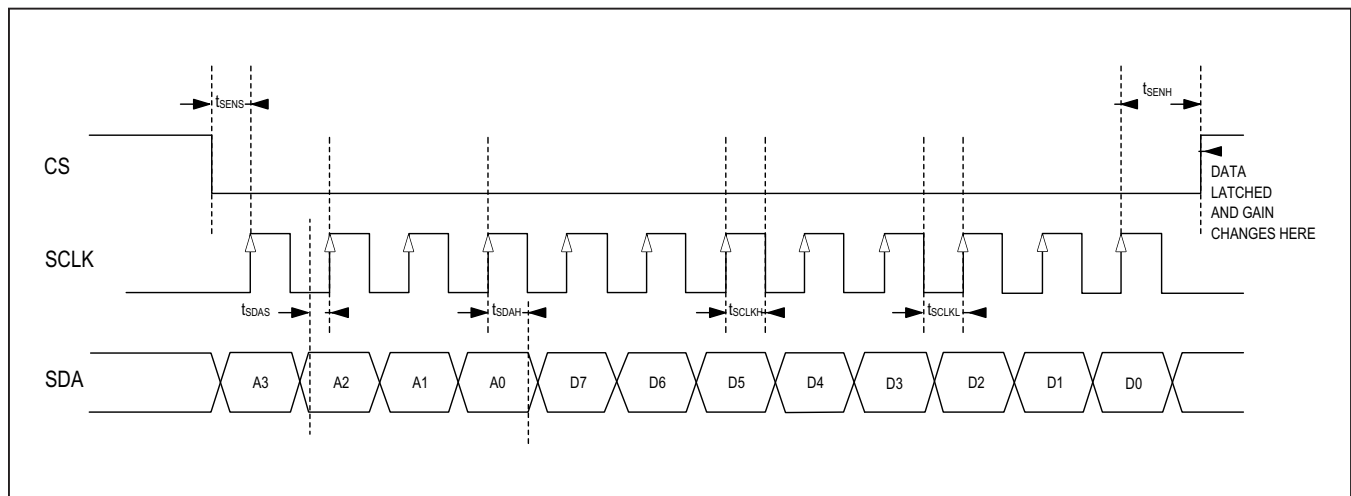 tSENS
tSENH
CS
DATA
LATCHED
AND GAIN
CHANGES HERE
SCLK
tSDAS
tSDAH
tSCLKH
tSCLKL
SDA
A3 A2 A1 A0 D7 D6 D5 D4 D3 D2 D1 D0